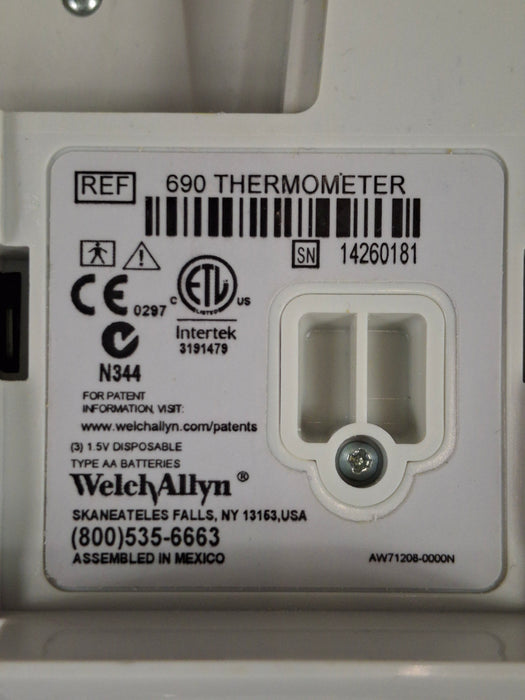 REF 690 THERMOMETER
SN 14260181
CE 0297
c ETL us
LISTED
Intertek
3191479
N344
FOR PATENT
INFORMATION, VISIT:
www.welchallyn.com/patents
(3) 1.5V DISPOSABLE
TYPE AA BATTERIES
WelchAllyn®
SKANEATELES FALLS, NY 13153,USA
(800)535-6663
ASSEMBLED IN MEXICO
AW71208-0000N